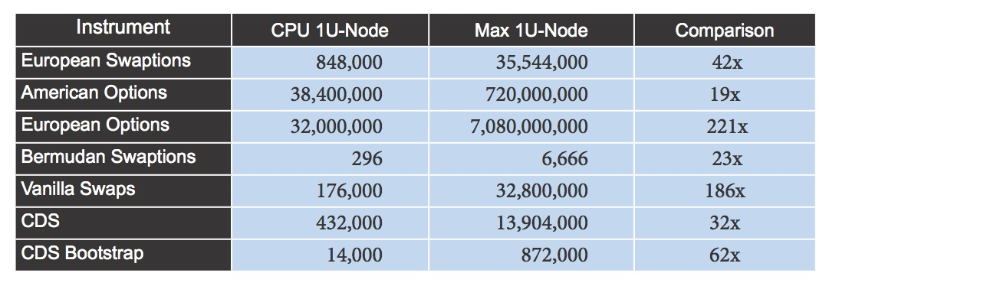 Instrument CPU 1U-Node Max 1U-Node Comparison
European Swaptions 848,000 35,544,000 42x
American Options 38,400,000 720,000,000 19x
European Options 32,000,000 7,080,000,000 221x
Bermudan Swaptions 296 6,666 23x
Vanilla Swaps 176,000 32,800,000 186x
CDS 432,000 13,904,000 32x
CDS Bootstrap 14,000 872,000 62x